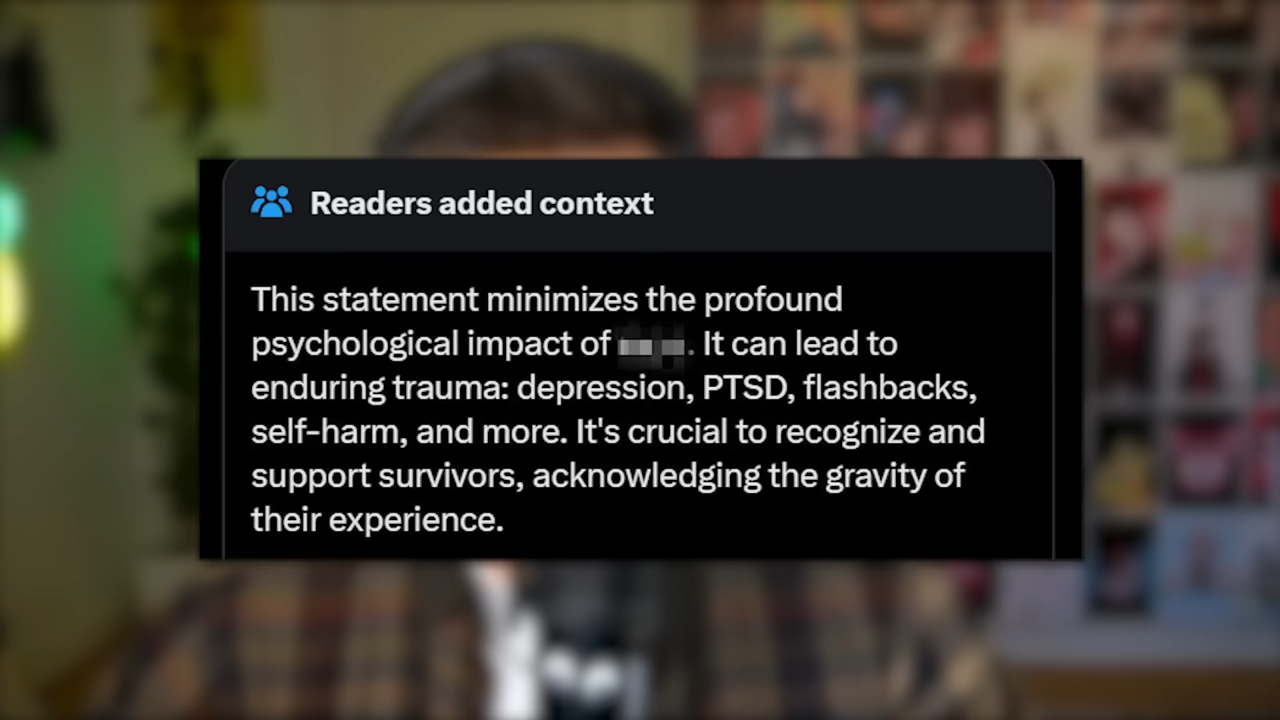 Readers added context
This statement minimizes the profound
psychological impact of . It can lead to
enduring trauma: depression, PTSD, flashbacks,
self-harm, and more. It's crucial to recognize and
support survivors, acknowledging the gravity of
their experience.